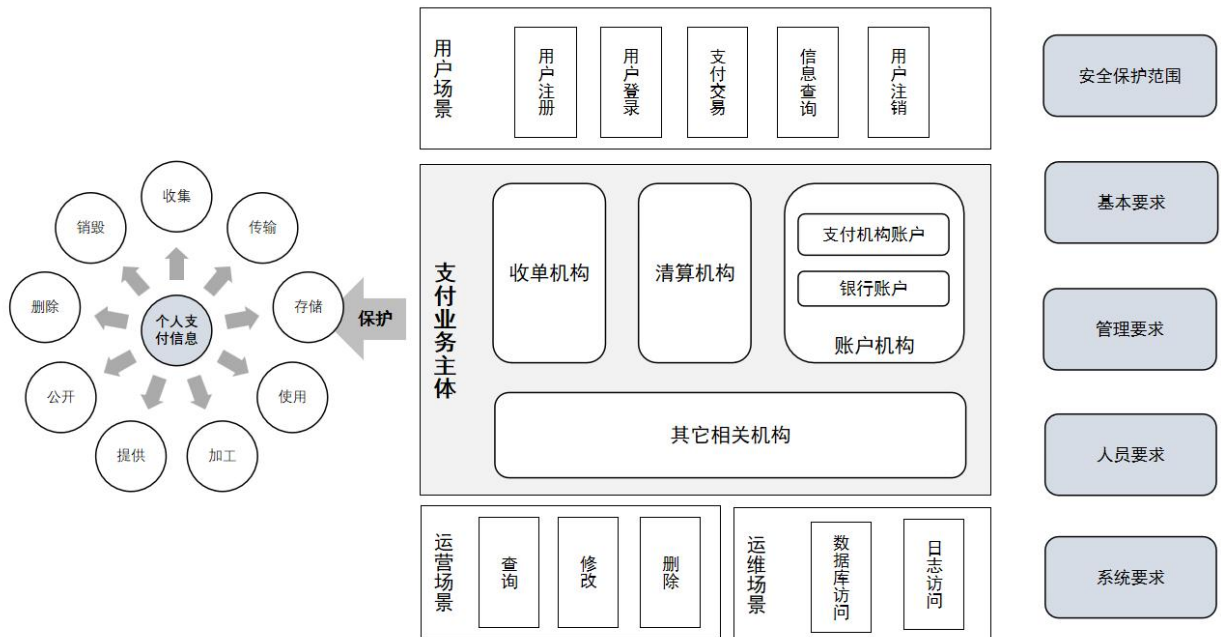 收集
传输
存储
使用
加工
提供
公开
删除
销毁
个人支
付信息
保护
用户场景
用户注册
用户登录
支付交易
信息查询
用户注销
支付业务主体
收单机构
清算机构
支付机构账户
银行账户
账户机构
其它相关机构
运营场景
查询
修改
删除
运维场景
数据库访问
日志访问
安全保护范围
基本要求
管理要求
人员要求
系统要求